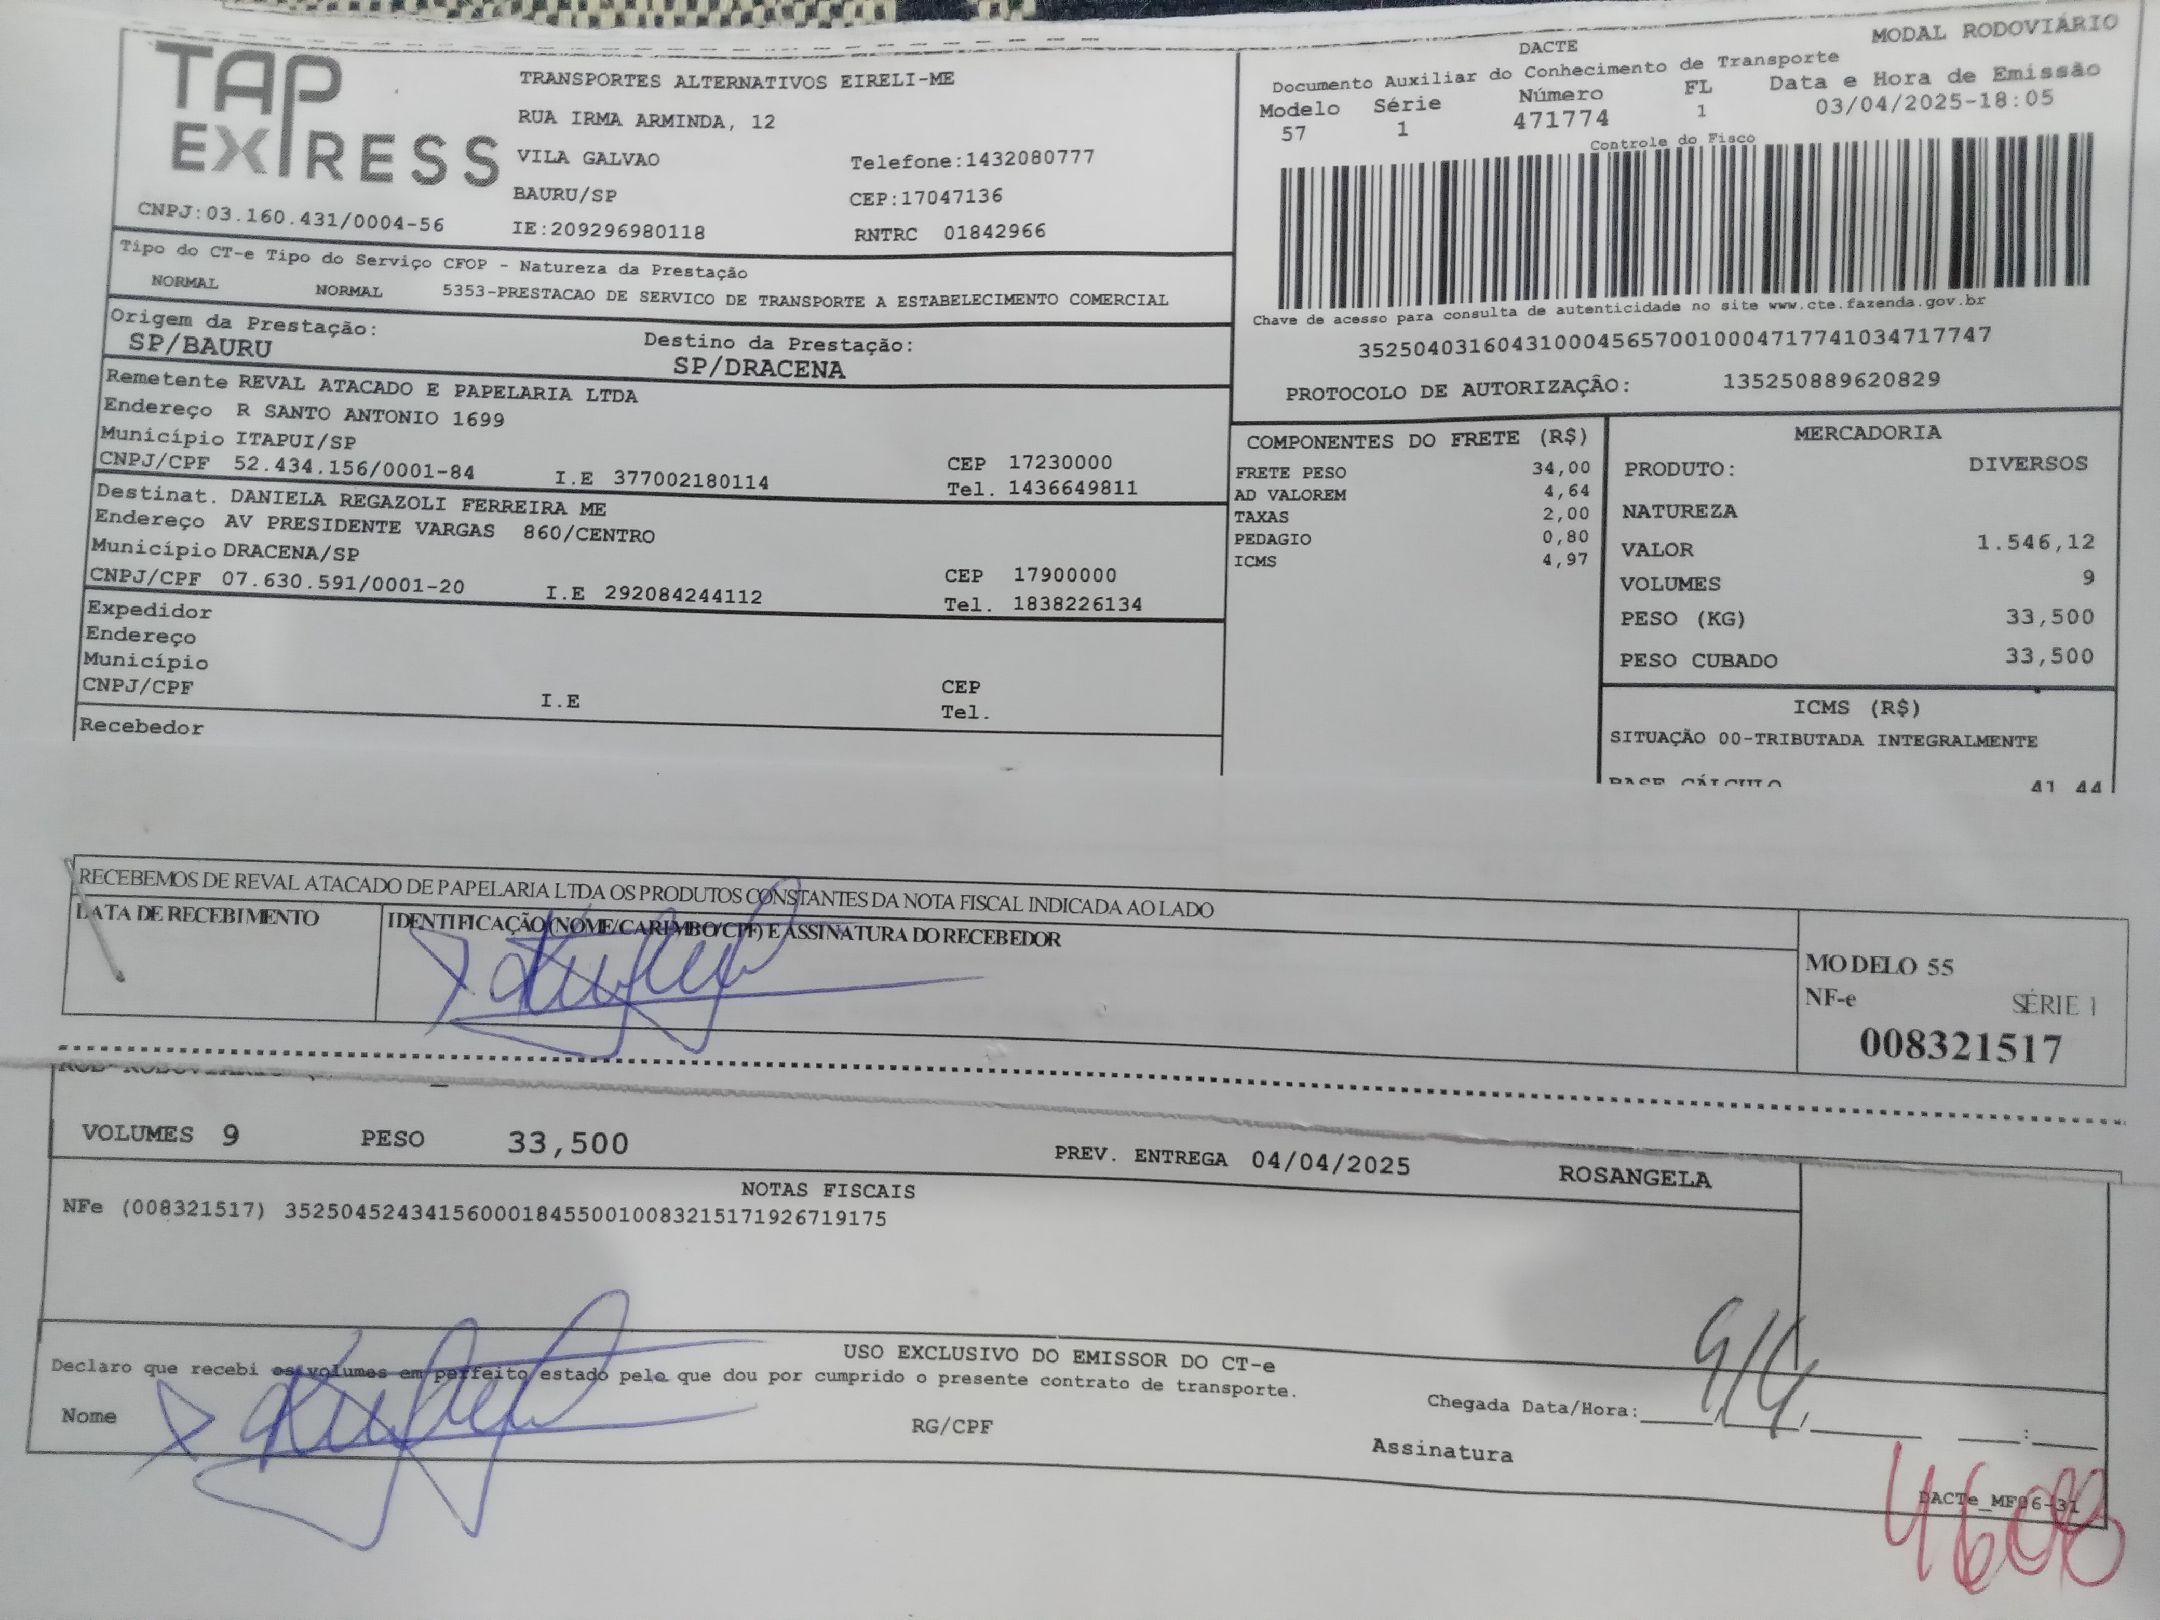 TAP EXPRESS
TRANSPORTES ALTERNATIVOS EIRELI-ME
RUA IRMA ARMINDA, 12
VILA GALVAO Telefone:1432080777
BAURU/SP CEP:17047136
CNPJ:03.160.431/0004-56 IE:209296980118 RNTRC 01842966
MODAL RODOVIÁRIO
DACTE
Documento Auxiliar do Conhecimento de Transporte
Modelo Série Número FL Data e Hora de Emissão
57 1 471774 1 03/04/2025-18:05
Controle do Fisco
Chave de acesso para consulta de autenticidade no site www.cte.fazenda.gov.br
35250403160431000456570010004717741034717747
PROTOCOLO DE AUTORIZAÇÃO: 135250889620829
Tipo do CT-e Tipo do Serviço CFOP - Natureza da Prestação
NORMAL NORMAL 5353-PRESTACAO DE SERVICO DE TRANSPORTE A ESTABELECIMENTO COMERCIAL
Origem da Prestação: Destino da Prestação:
SP/BAURU SP/DRACENA
Remetente REVAL ATACADO E PAPELARIA LTDA
Endereço R SANTO ANTONIO 1699
Município ITAPUI/SP CEP 17230000
CNPJ/CPF 52.434.156/0001-84 I.E 377002180114 Tel. 1436649811
Destinat. DANIELA REGAZOLI FERREIRA ME
Endereço AV PRESIDENTE VARGAS 860/CENTRO
Município DRACENA/SP CEP 17900000
CNPJ/CPF 07.630.591/0001-20 I.E 292084244112 Tel. 1838226134
Expedidor
Endereço
Município
CNPJ/CPF I.E CEP
Tel.
Recebedor
COMPONENTES DO FRETE (R$)
FRETE PESO 34,00
AD VALOREM 4,64
TAXAS 2,00
PEDAGIO 0,80
ICMS 4,97
MERCADORIA
PRODUTO: DIVERSOS
NATUREZA
VALOR 1.546,12
VOLUMES 9
PESO (KG) 33,500
PESO CUBADO 33,500
ICMS (R$)
SITUAÇÃO 00-TRIBUTADA INTEGRALMENTE
BASE CÁLCULO 41,44
RECEBEMOS DE REVAL ATACADO DE PAPELARIA LTDA OS PRODUTOS CONSTANTES DA NOTA FISCAL INDICADA AO LADO
DATA DE RECEBIMENTO IDENTIFICAÇÃO (NOME/CARIMBO/CPF) E ASSINATURA DO RECEBEDOR
MODELO 55
NF-e SÉRIE 1
008321517
VOLUMES 9 PESO 33,500 PREV. ENTREGA 04/04/2025 ROSANGELA
NOTAS FISCAIS
NFe (008321517) 35250452434156000184550010083215171926719175
USO EXCLUSIVO DO EMISSOR DO CT-e
Declaro que recebi os volumes em perfeito estado pelo que dou por cumprido o presente contrato de transporte.
Chegada Data/Hora:
Nome RG/CPF Assinatura
DACTe_MF06-31